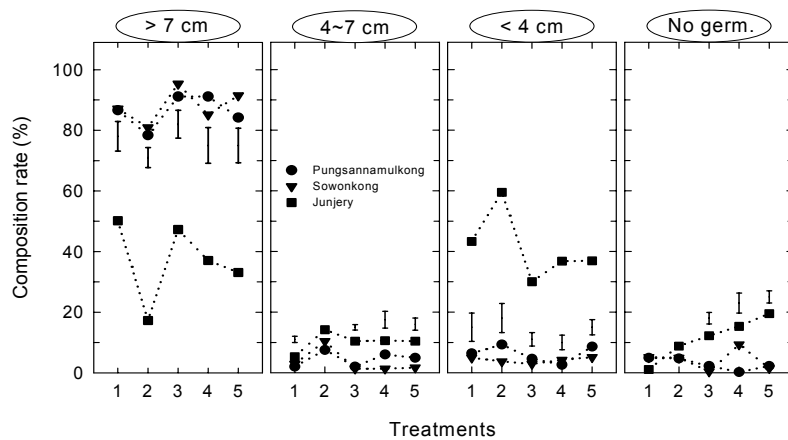 > 7 cm 4~7 cm < 4 cm No germ.
Composition rate (%)
100
80
60
40
20
0
Pungsannamulkong
Sowonkong
Junjery
1 2 3 4 5 1 2 3 4 5 1 2 3 4 5 1 2 3 4 5
Treatments